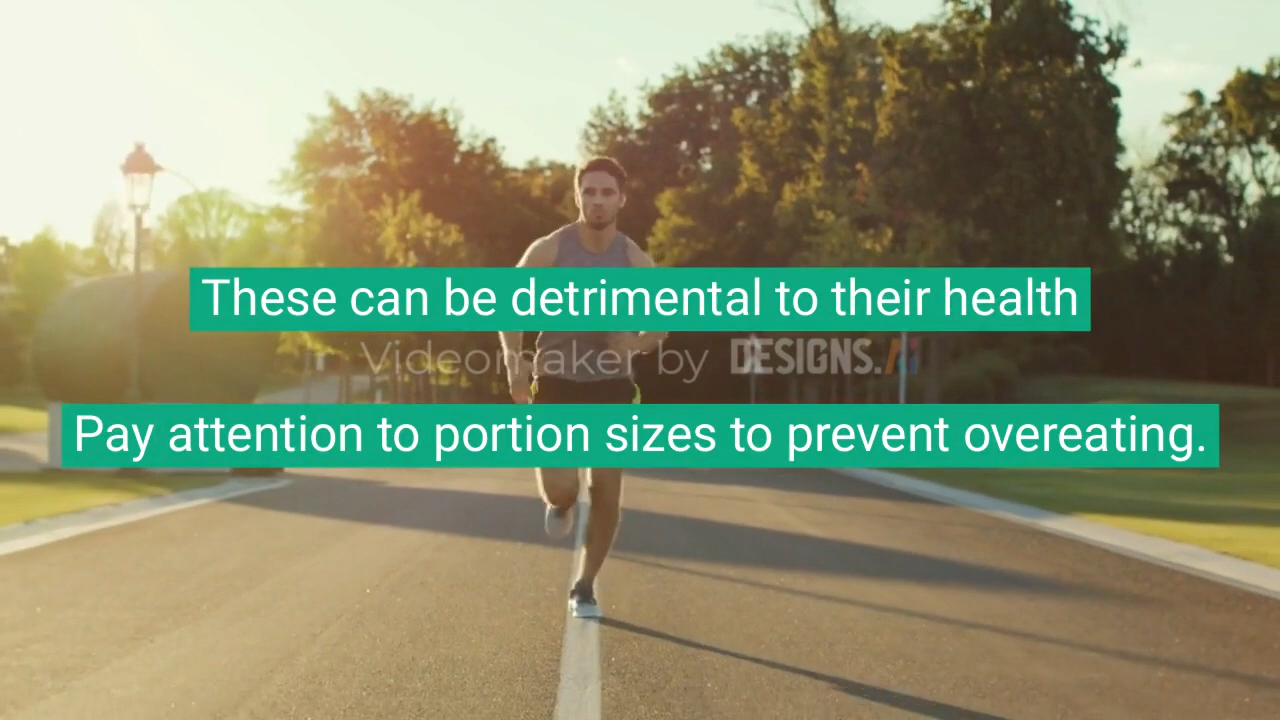 These can be detrimental to their health
Videomaker by DESIGNS.AI
Pay attention to portion sizes to prevent overeating.